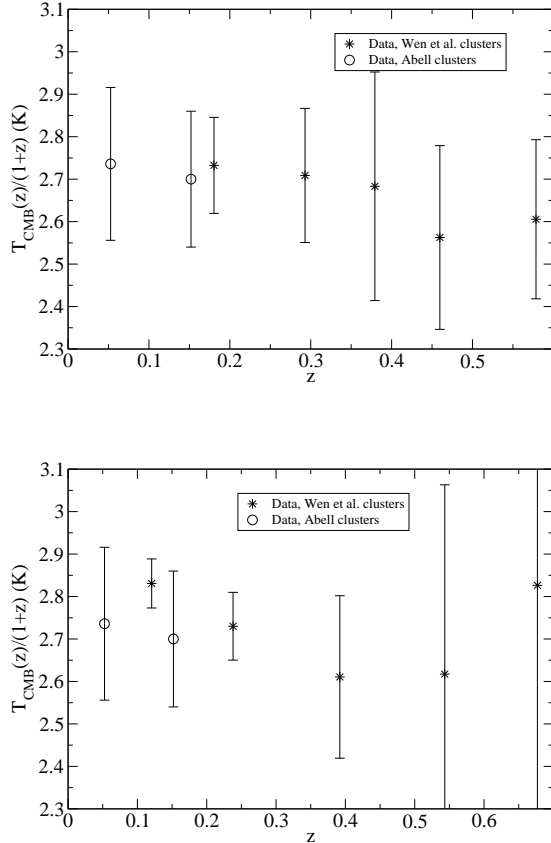 3.1
3
2.9
2.8
2.7
2.6
2.5
2.4
2.3
T_CMB(z)/(1+z) (K)
Data, Wen et al. clusters
Data, Abell clusters
0 0.1 0.2 0.3 0.4 0.5
z
3.1
3
2.9
2.8
2.7
2.6
2.5
2.4
2.3
T_CMB(z)/(1+z) (K)
Data, Wen et al. clusters
Data, Abell clusters
0 0.1 0.2 0.3 0.4 0.5 0.6
z